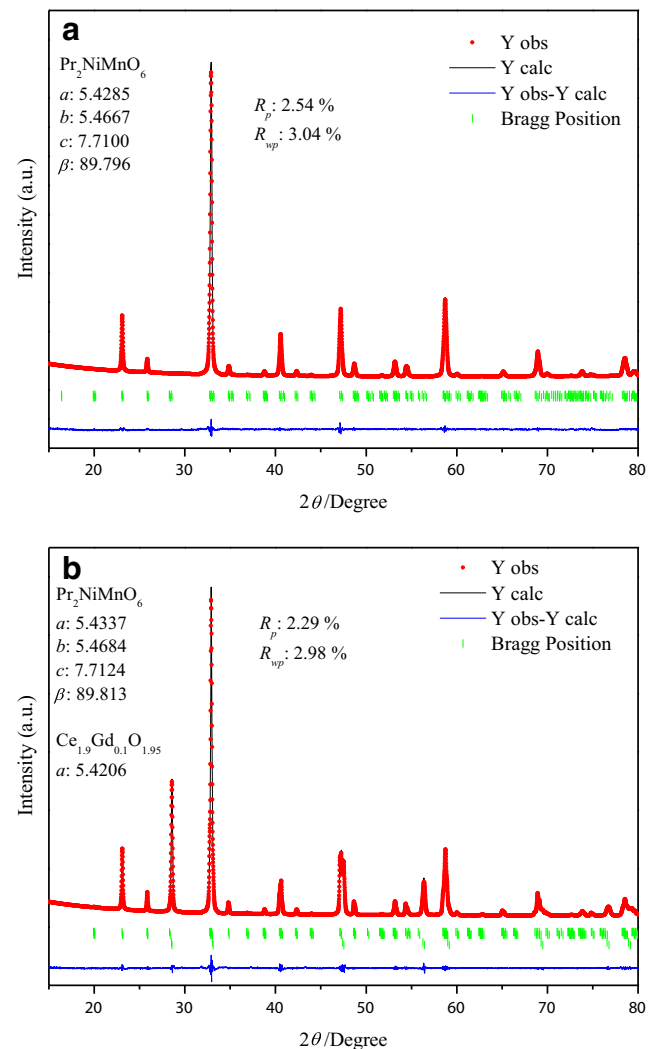 a
Pr₂NiMnO₆
a: 5.4285
b: 5.4667
c: 7.7100
β: 89.796
Rₚ: 2.54 %
R_wp: 3.04 %
Y obs
Y calc
Y obs-Y calc
Bragg Position
Intensity (a.u.)
20 30 40 50 60 70 80
2θ/Degree
b
Pr₂NiMnO₆
a: 5.4337
b: 5.4684
c: 7.7124
β: 89.813
Ce₁.₉Gd₀.₁O₁.₉₅
a: 5.4206
Rₚ: 2.29 %
R_wp: 2.98 %
Y obs
Y calc
Y obs-Y calc
Bragg Position
Intensity (a.u.)
20 30 40 50 60 70 80
2θ/Degree